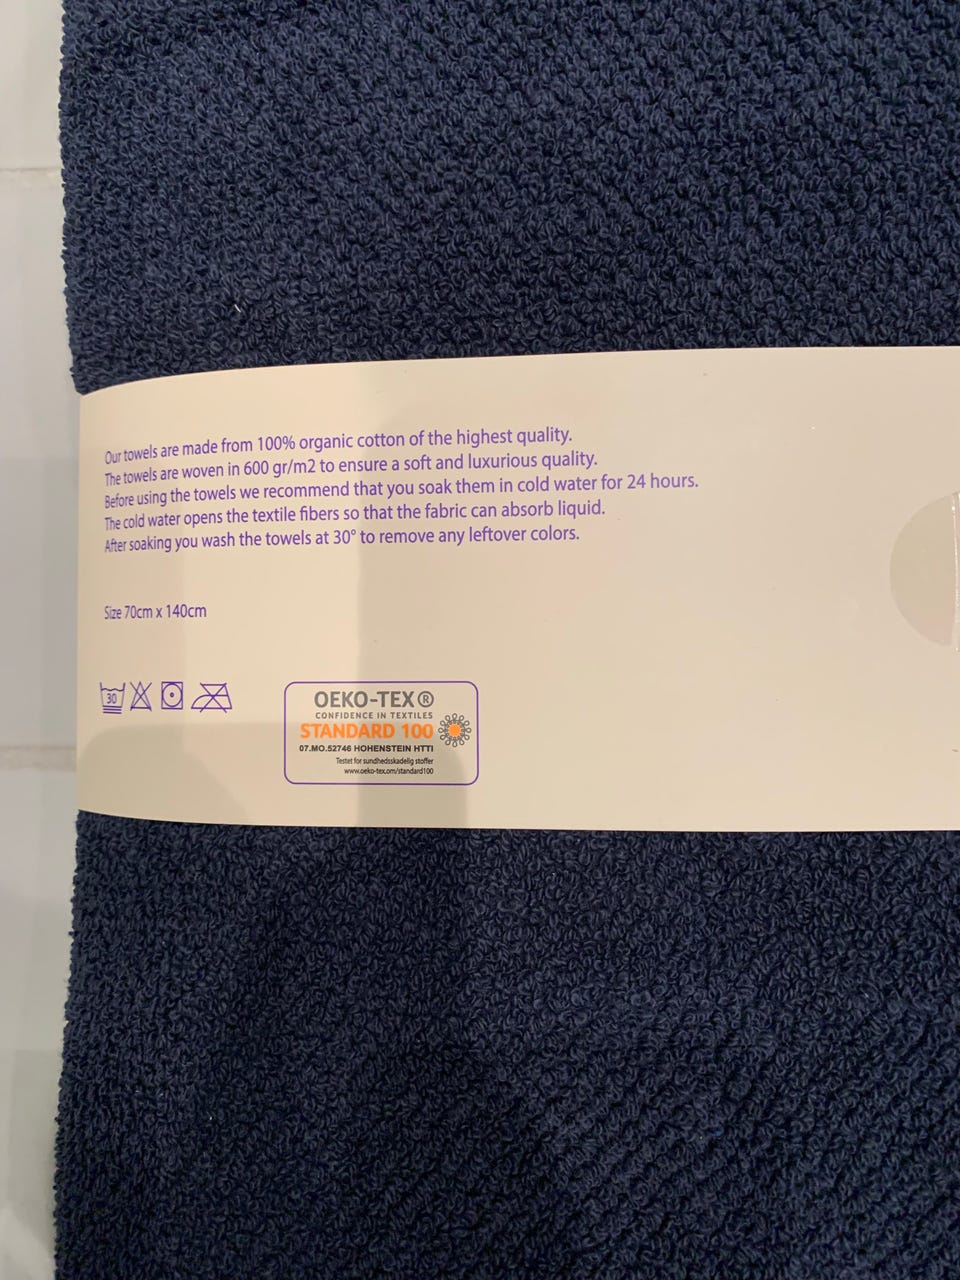 Our towels are made from 100% organic cotton of the highest quality.
The towels are woven in 600 gr/m2 to ensure a soft and luxurious quality.
Before using the towels we recommend that you soak them in cold water for 24 hours.
The cold water opens the textile fibers so that the fabric can absorb liquid.
After soaking you wash the towels at 30° to remove any leftover colors.
Size 70cm x 140cm
30
OEKO-TEX®
CONFIDENCE IN TEXTILES
STANDARD 100
07.MO.52746 HOHENSTEIN HTTI
Testet for sundhedsskadelig stoffer
www.oeko-tex.om/standard100